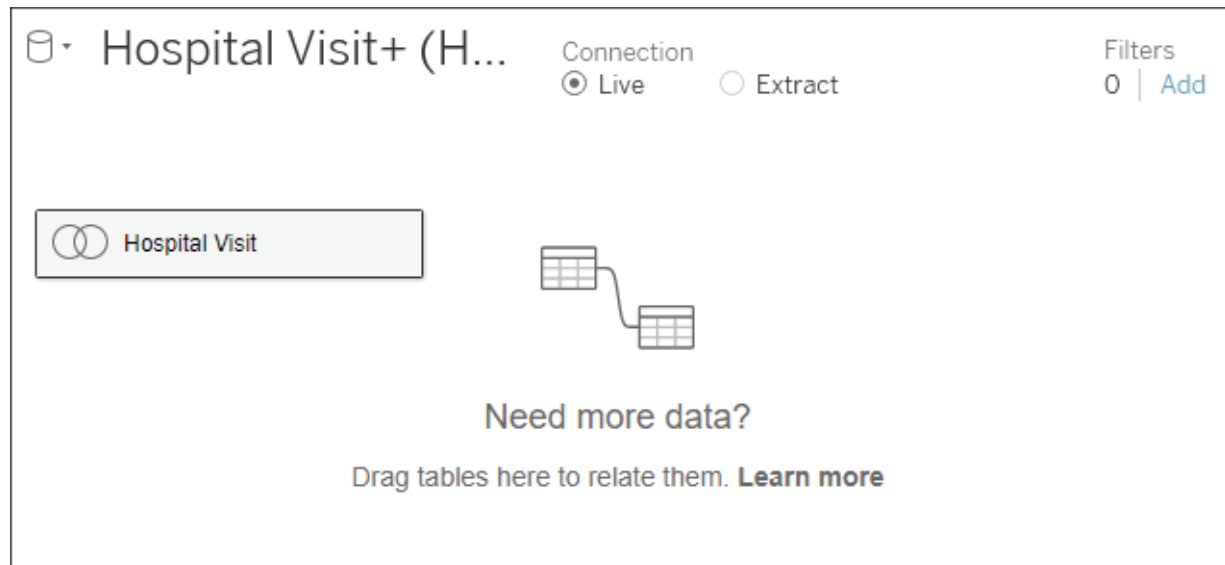 Hospital Visit+ (H...
Connection
Live
Extract
Filters
0
Add
Hospital Visit
Need more data?
Drag tables here to relate them. Learn more